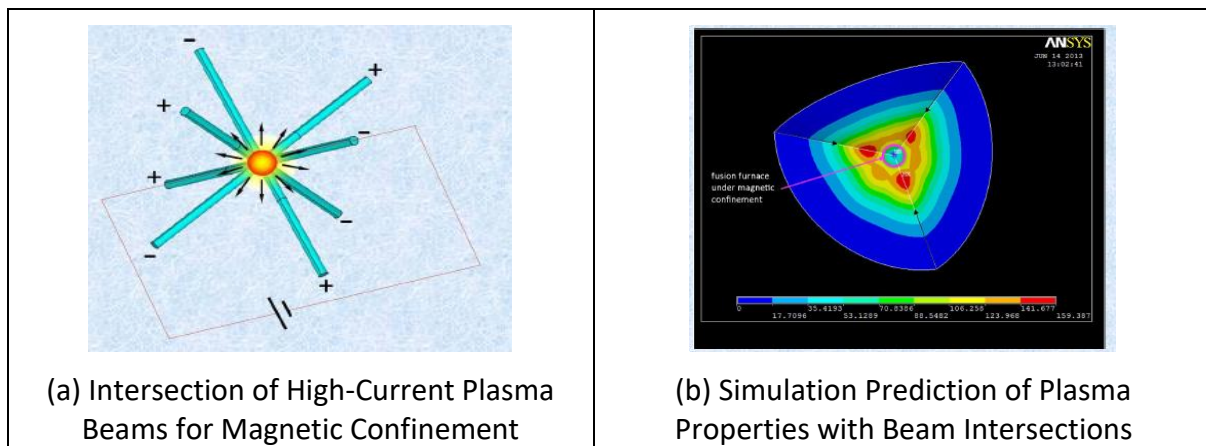 −
+
+
−
+
−
−
+
(a) Intersection of High-Current Plasma
Beams for Magnetic Confinement
ANSYS
JUN 14 2013
13:02:41
fusion furnace
under magnetic
confinement
0 35.4193 70.8386 106.258 141.677
17.7096 53.1289 88.5482 123.968 159.387
(b) Simulation Prediction of Plasma
Properties with Beam Intersections